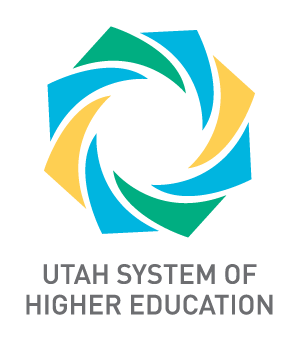 UTAH SYSTEM OF
HIGHER EDUCATION